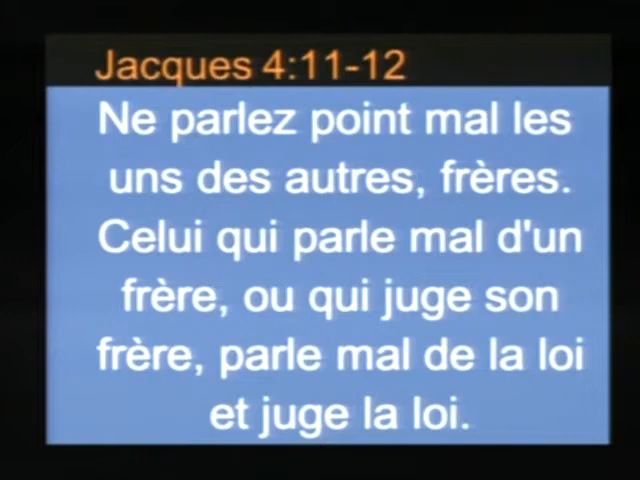 Jacques 4:11-12
Ne parlez point mal les
uns des autres, frères.
Celui qui parle mal d'un
frère, ou qui juge son
frère, parle mal de la loi
et juge la loi.